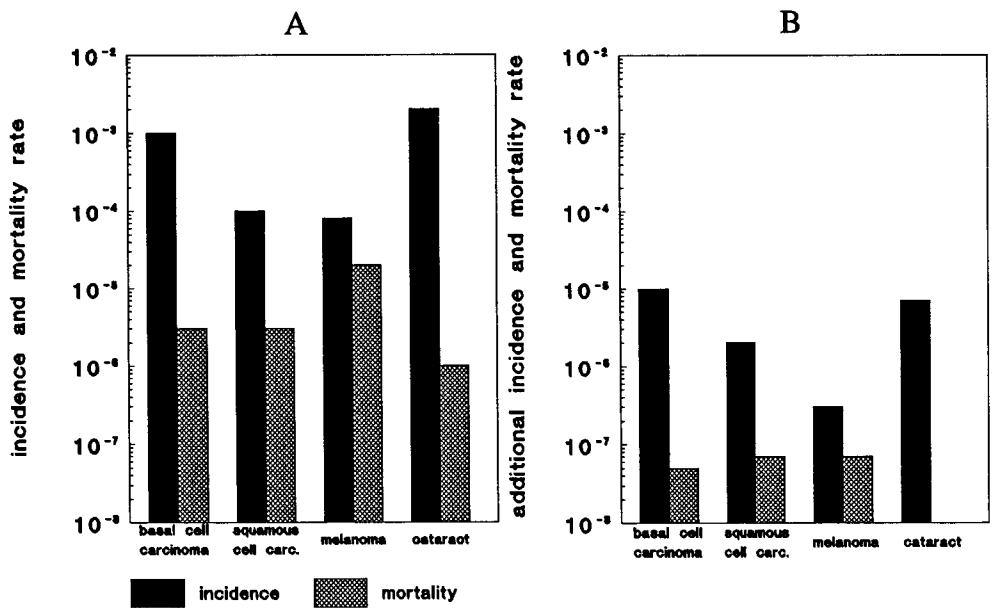 A
incidence and mortality rate
10-2
10-3
10-4
10-5
10-6
10-7
10-8
basal cell
carcinoma
squamous
cell carc.
melanoma
cataract
B
additional incidence and mortality rate
10-2
10-3
10-4
10-5
10-6
10-7
10-8
basal cell
carcinoma
squamous
cell carc.
melanoma
cataract
incidence
mortality